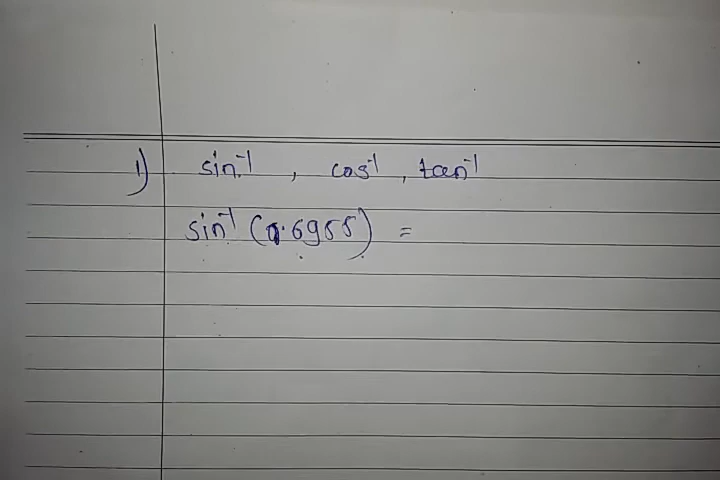 1) sin⁻¹ , cos⁻¹ , tan⁻¹
sin⁻¹ (0.6955) =